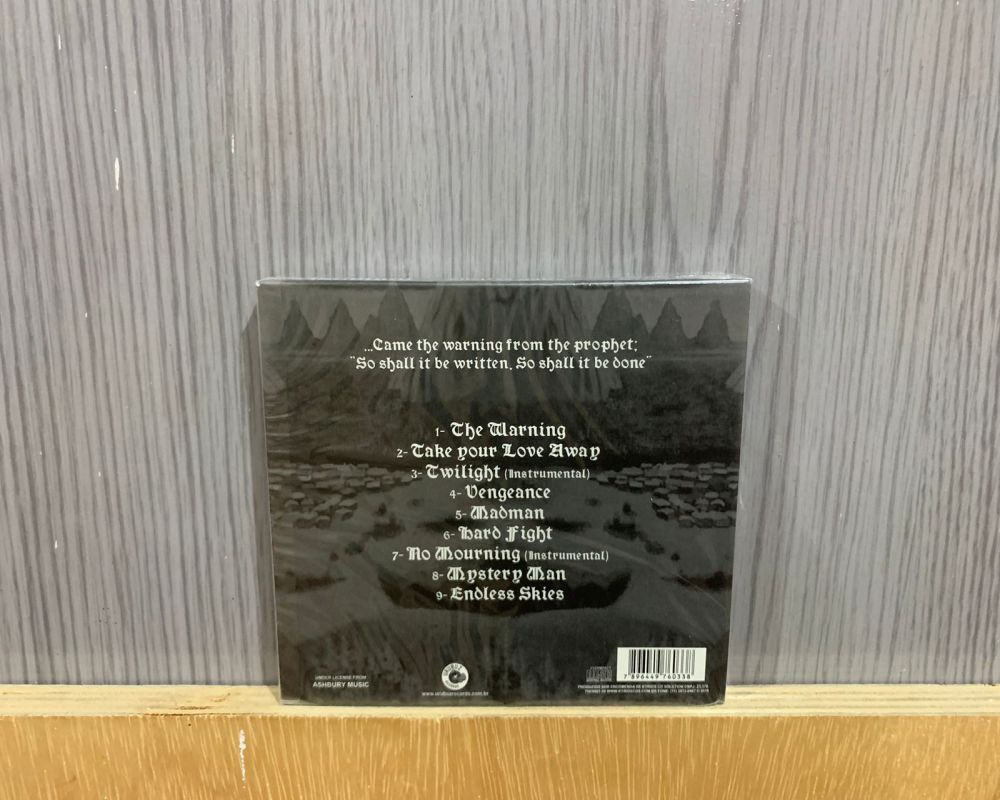 ...Came the warning from the prophet;
"So shall it be written, So shall it be done"
1- The Warning
2- Take your Love Away
3- Twilight (Instrumental)
4- Vengeance
5- Madman
6- Hard Fight
7- No Mourning (Instrumental)
8- Mystery Man
9- Endless Skies
UNDER LICENSE FROM
ASHBURY MUSIC
7 896449 760338